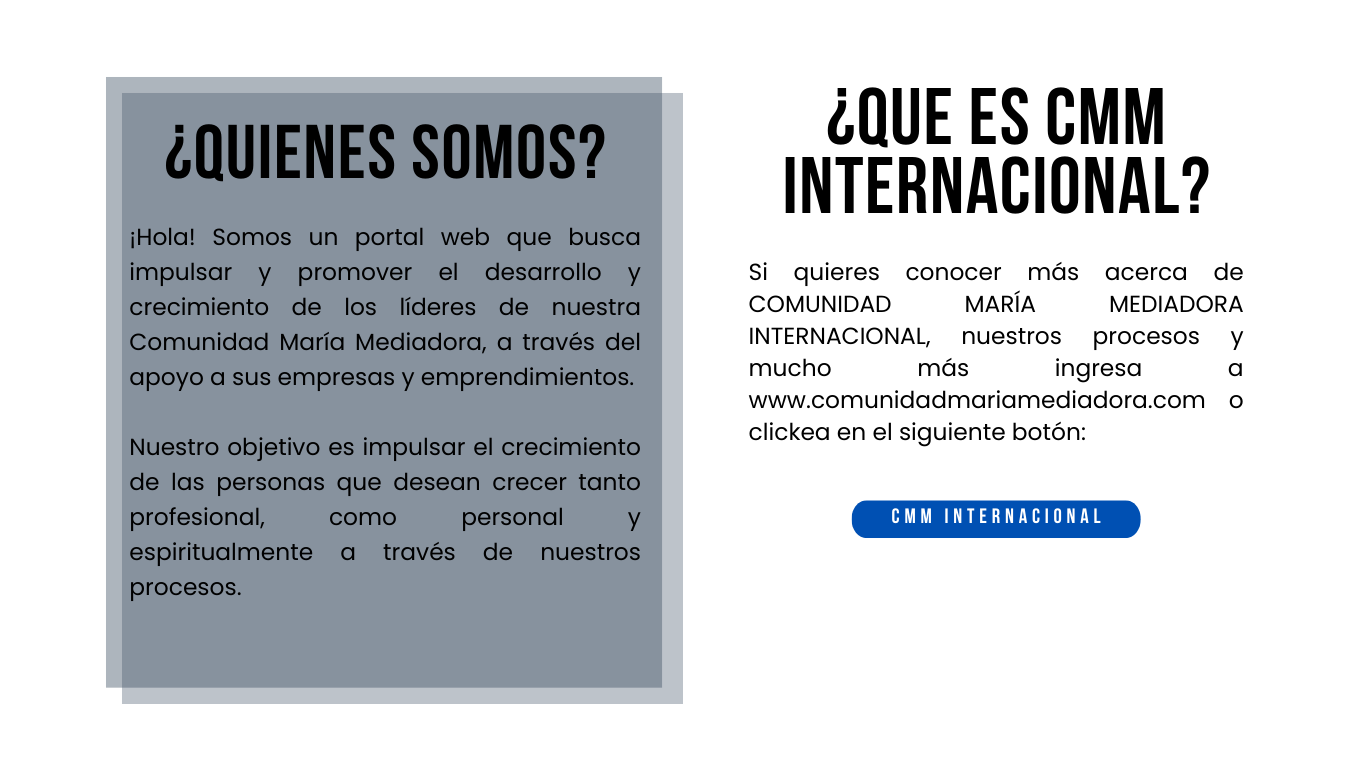 ¿QUIENES SOMOS?
¡Hola! Somos un portal web que busca
impulsar y promover el desarrollo y
crecimiento de los líderes de nuestra
Comunidad María Mediadora, a través del
apoyo a sus empresas y emprendimientos.
Nuestro objetivo es impulsar el crecimiento
de las personas que desean crecer tanto
profesional, como personal y
espiritualmente a través de nuestros
procesos.
¿QUE ES CMM
INTERNACIONAL?
Si quieres conocer más acerca de
COMUNIDAD MARÍA MEDIADORA
INTERNACIONAL, nuestros procesos y
mucho más ingresa a
www.comunidadmariamediadora.com o
clickea en el siguiente botón:
CMM INTERNACIONAL